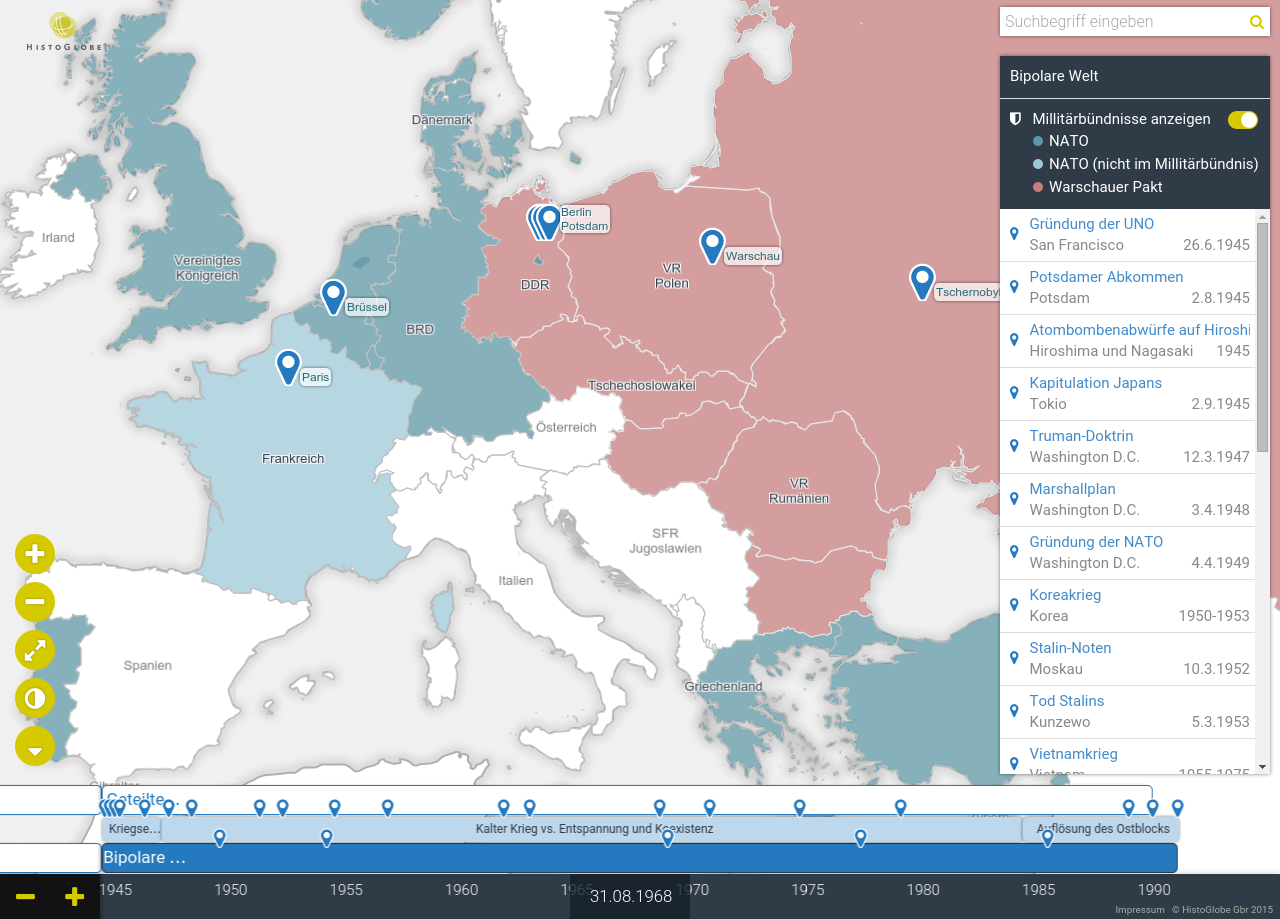 HISTOGLOBE
Suchbegriff eingeben
Bipolare Welt
Millitärbündnisse anzeigen
NATO
NATO (nicht im Millitärbündnis)
Warschauer Pakt
Gründung der UNO
San Francisco 26.6.1945
Potsdamer Abkommen
Potsdam 2.8.1945
Atombombenabwürfe auf Hiroshi
Hiroshima und Nagasaki 1945
Kapitulation Japans
Tokio 2.9.1945
Truman-Doktrin
Washington D.C. 12.3.1947
Marshallplan
Washington D.C. 3.4.1948
Gründung der NATO
Washington D.C. 4.4.1949
Koreakrieg
Korea 1950-1953
Stalin-Noten
Moskau 10.3.1952
Tod Stalins
Kunzewo 5.3.1953
Vietnamkrieg
Vietnam 1955-1975
Dänemark
Irland
Vereinigtes
Königreich
Berlin
Potsdam
Warschau
VR
Polen
DDR
Tschernobyl
Brüssel
BRD
Paris
Tschechoslowakei
Österreich
Frankreich
VR
Rumänien
SFR
Jugoslawien
Italien
Spanien
Griechenland
Gibraltar
Geteilte...
Kriegse...
Kalter Krieg vs. Entspannung und Koexistenz
Auflösung des Ostblocks
Bipolare ...
1945
1950
1955
1960
1965
1970
1975
1980
1985
1990
31.08.1968
Impressum © HistoGlobe Gbr 2015